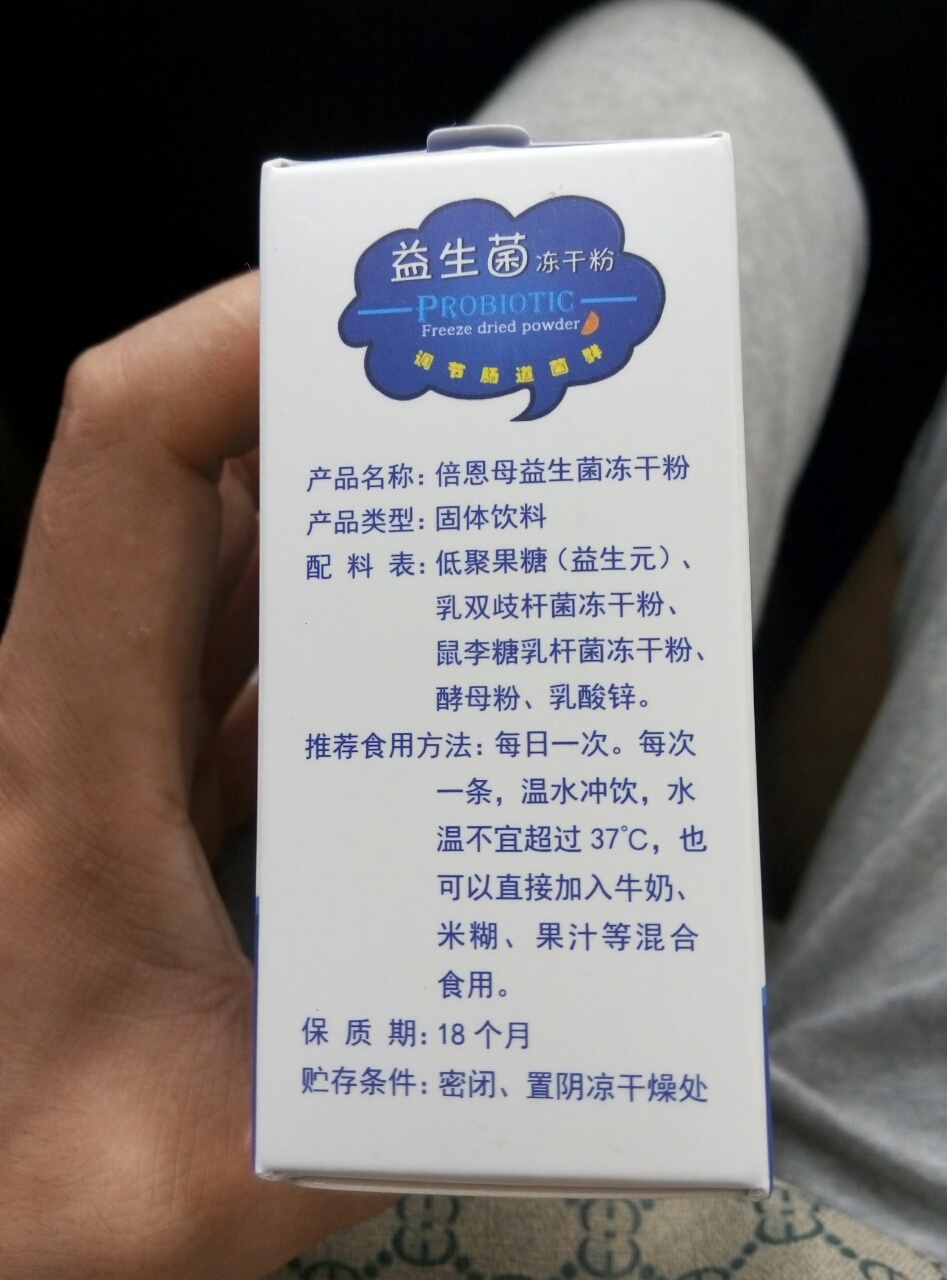 益生菌 冻干粉
PROBIOTIC
Freeze dried powder
调节肠道菌群
产品名称：倍恩母益生菌冻干粉
产品类型：固体饮料
配料表：低聚果糖（益生元）、
乳双歧杆菌冻干粉、
鼠李糖乳杆菌冻干粉、
酵母粉、乳酸锌。
推荐食用方法：每日一次。每次
一条，温水冲饮，水
温不宜超过 37℃，也
可以直接加入牛奶、
米糊、果汁等混合
食用。
保质期：18 个月
贮存条件：密闭、置阴凉干燥处